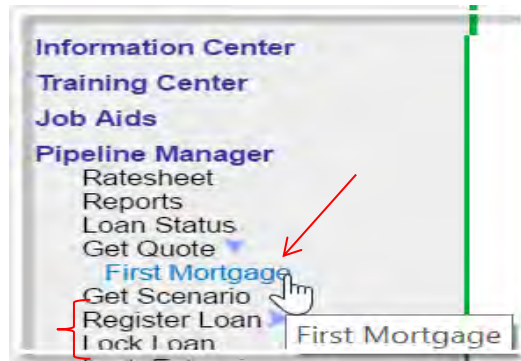 Information Center
Training Center
Job Aids
Pipeline Manager
Ratesheet
Reports
Loan Status
Get Quote
First Mortgage
Get Scenario
Register Loan
First Mortgage
Lock Loan